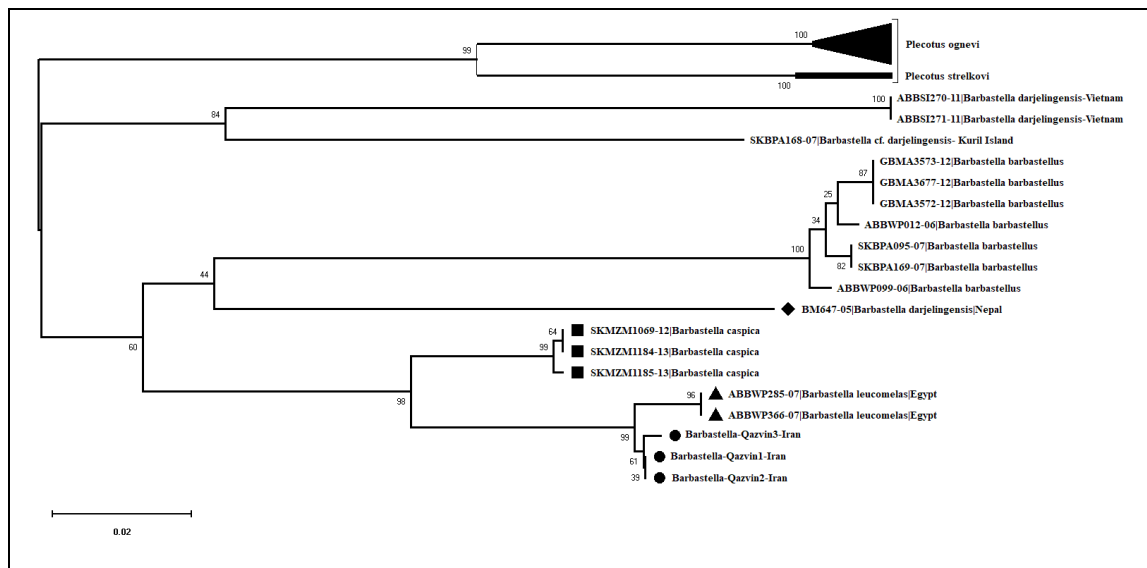 100
Plecotus ognevi
99
Plecotus strelkovi
100
ABBSI270-11|Barbastella darjelingensis-Vietnam
100
ABBSI271-11|Barbastella darjelingensis-Vietnam
84
SKBPA168-07|Barbastella cf. darjelingensis- Kuril Island
GBMA3573-12|Barbastella barbastellus
87
GBMA3677-12|Barbastella barbastellus
25
GBMA3572-12|Barbastella barbastellus
34
ABBWP012-06|Barbastella barbastellus
SKBPA095-07|Barbastella barbastellus
100
SKBPA169-07|Barbastella barbastellus
82
ABBWP099-06|Barbastella barbastellus
44
BM647-05|Barbastella darjelingensis|Nepal
SKMZM1069-12|Barbastella caspica
64
60
SKMZM1184-13|Barbastella caspica
99
SKMZM1185-13|Barbastella caspica
ABBWP285-07|Barbastella leucomelas|Egypt
96
98
ABBWP366-07|Barbastella leucomelas|Egypt
99
Barbastella-Qazvin3-Iran
Barbastella-Qazvin1-Iran
61
Barbastella-Qazvin2-Iran
39
0.02